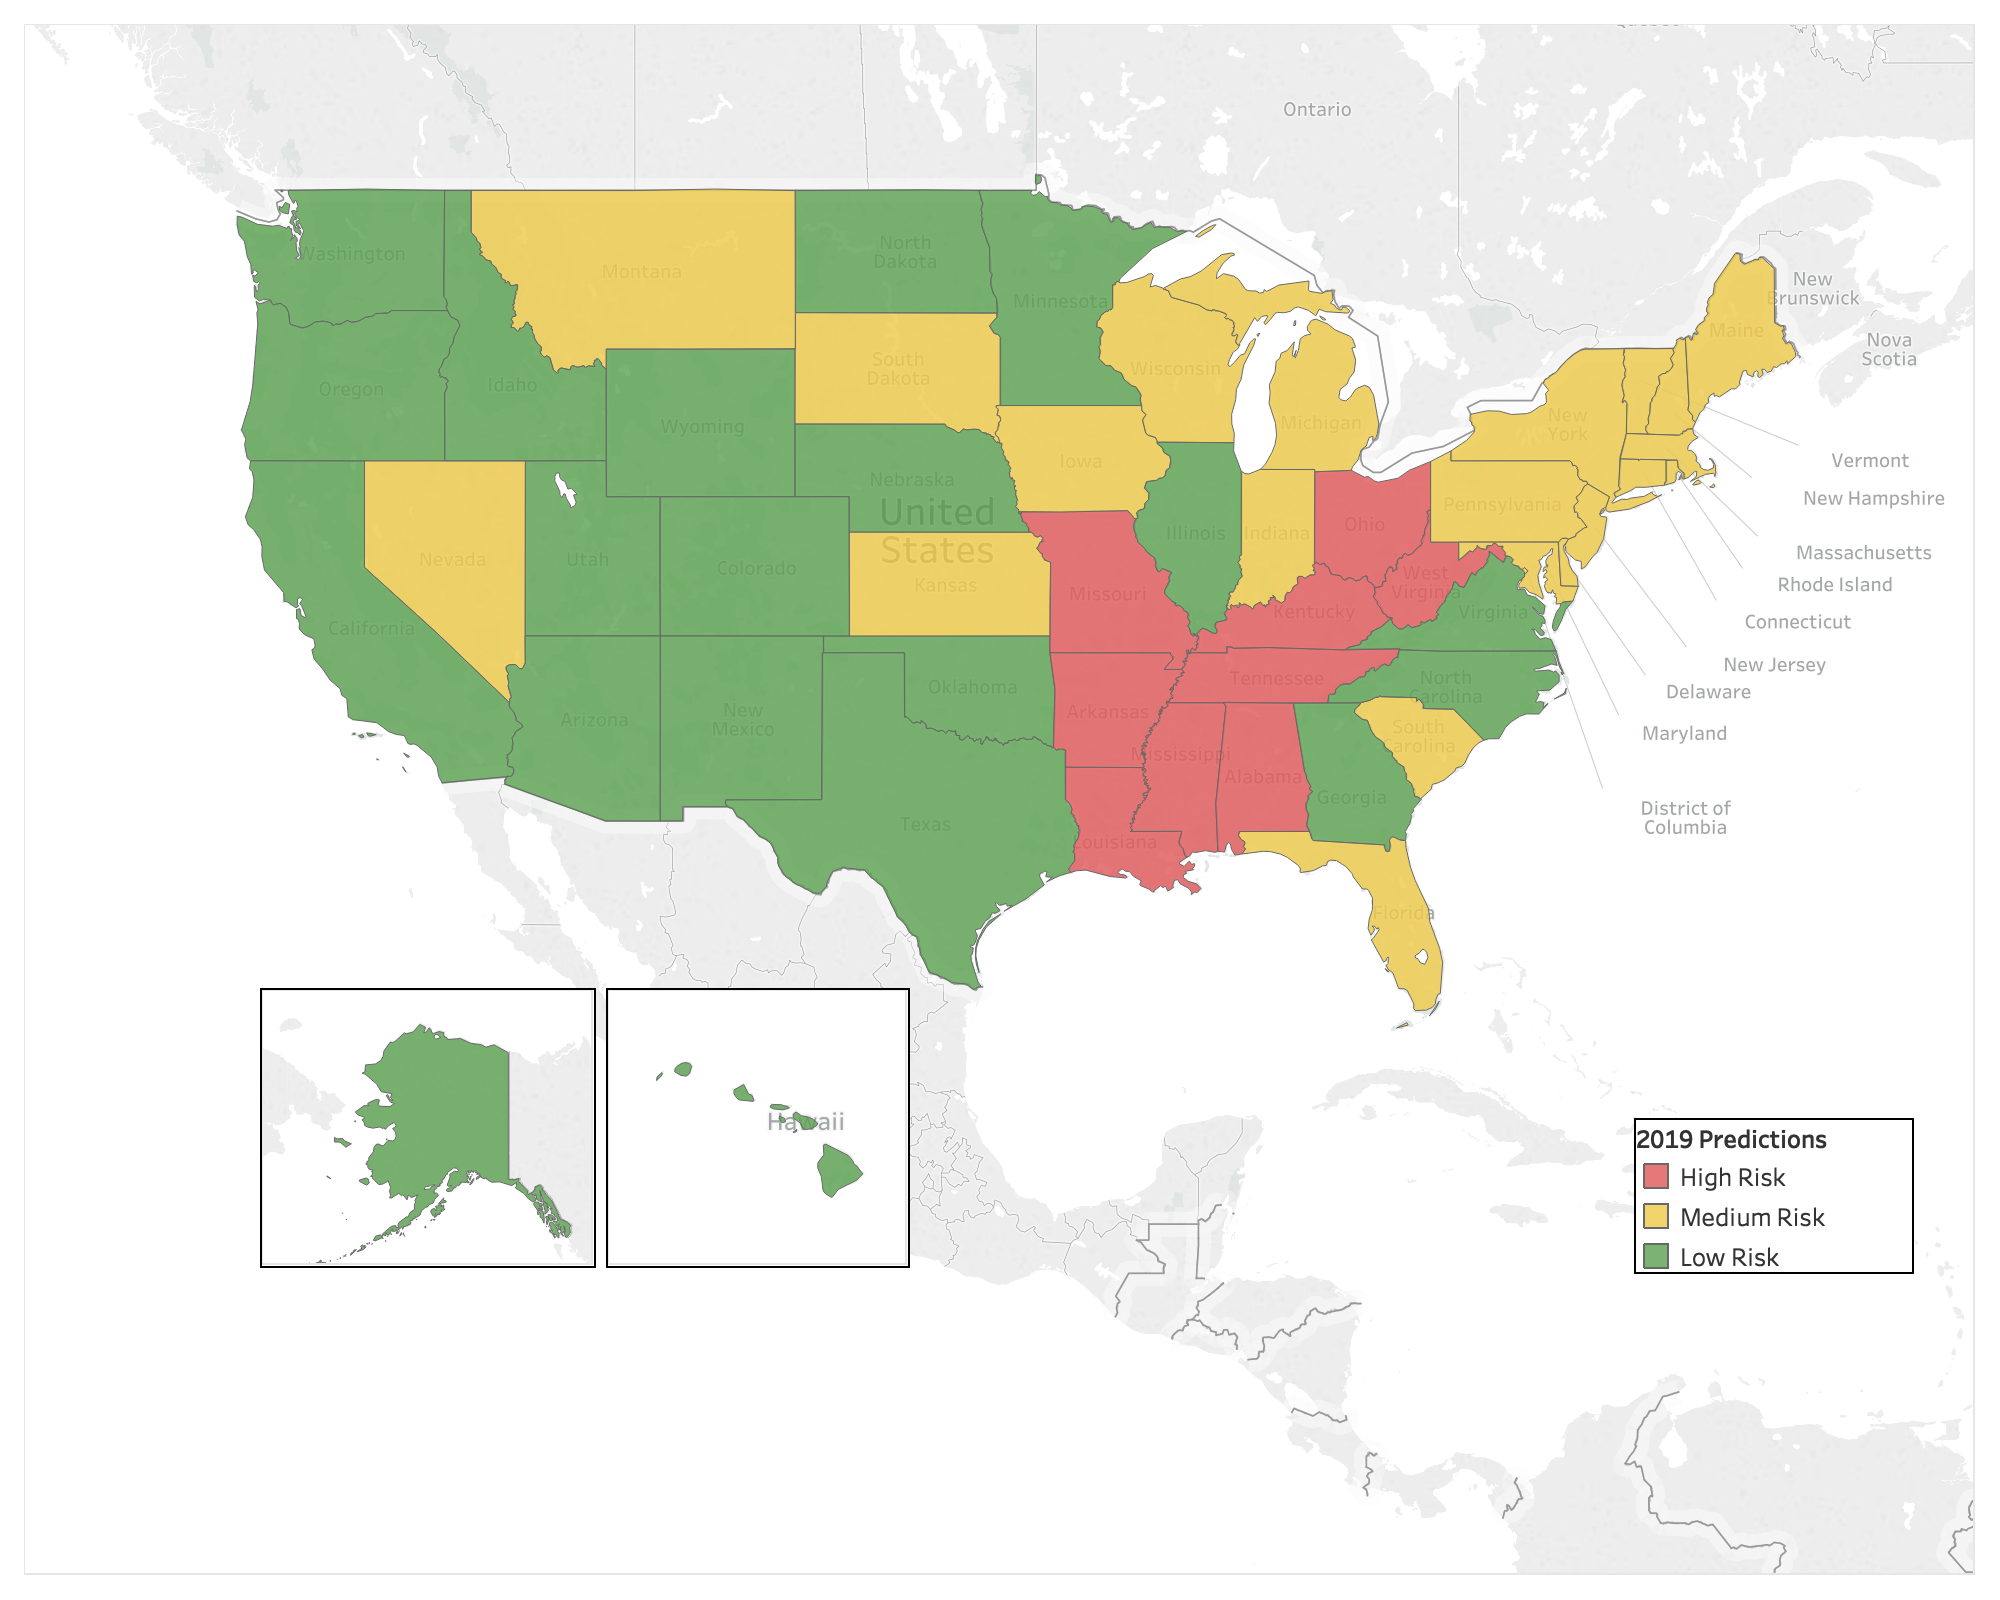 Ontario
New
Brunswick
Nova
Scotia
Washington
Montana
North
Dakota
Minnesota
Oregon
Idaho
South
Dakota
Wisconsin
Michigan
Maine
Wyoming
New
York
Vermont
New Hampshire
Nebraska
Iowa
Pennsylvania
United
States
Massachusetts
Rhode Island
Connecticut
New Jersey
Delaware
Maryland
District of
Columbia
Nevada
Utah
Colorado
Kansas
Illinois
Indiana
Ohio
Missouri
West
Virginia
Kentucky
Virginia
California
Oklahoma
Tennessee
North
Carolina
Arizona
New
Mexico
Arkansas
South
Carolina
Mississippi
Alabama
Georgia
Texas
Louisiana
Florida
Hawaii
2019 Predictions
High Risk
Medium Risk
Low Risk